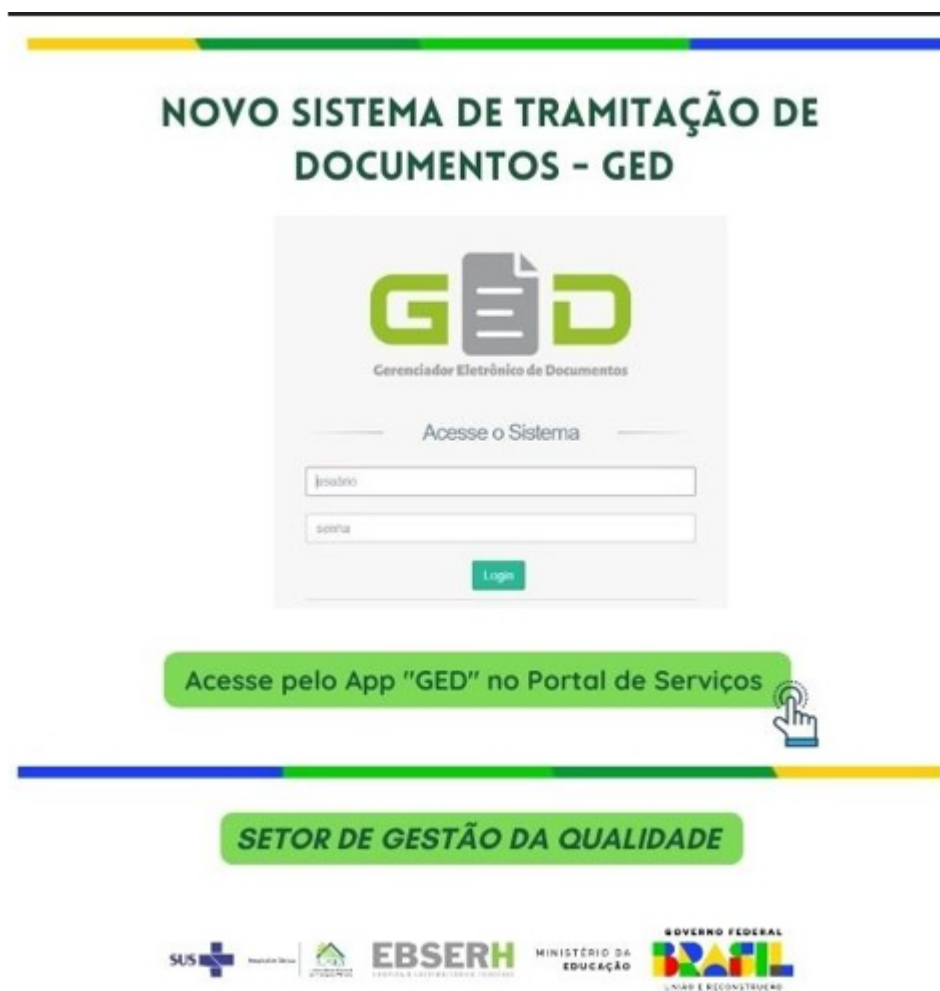 NOVO SISTEMA DE TRAMITAÇÃO DE
DOCUMENTOS - GED
GED
Gerenciador Eletrônico de Documentos
Acesse o Sistema
usuário
senha
Login
Acesse pelo App "GED" no Portal de Serviços
SETOR DE GESTÃO DA QUALIDADE
SUS
EBSERH
MINISTÉRIO DA
EDUCAÇÃO
GOVERNO FEDERAL
BRASIL
UNIÃO E RECONSTRUÇÃO